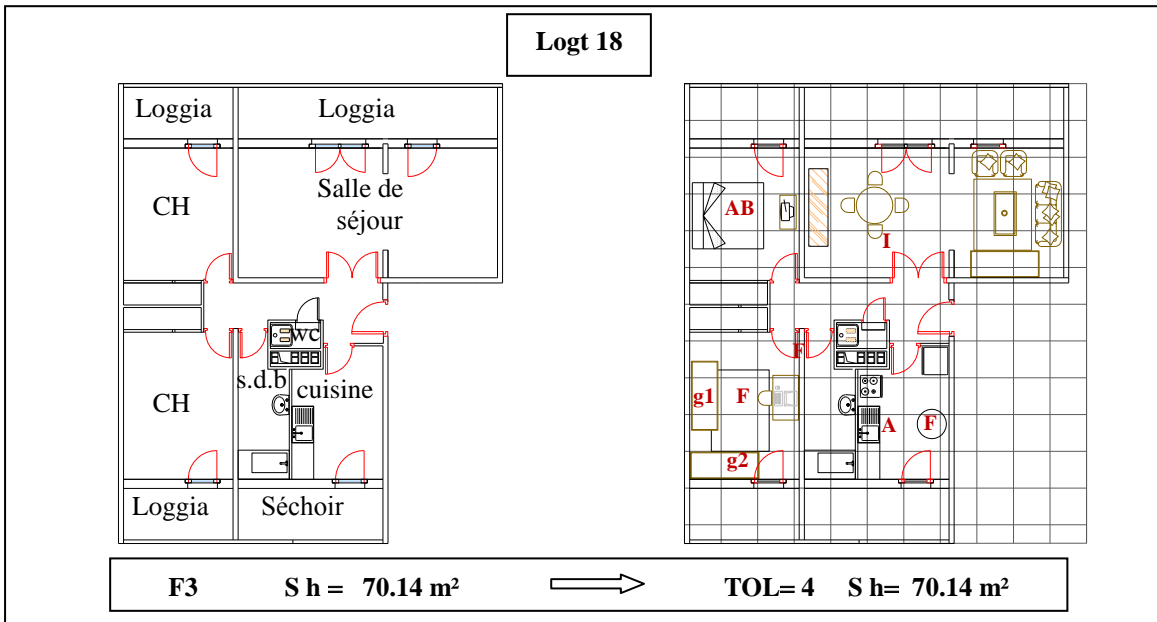 Logt 18
Loggia
Loggia
CH
Salle de
séjour
wc
s.d.b
cuisine
CH
Loggia
Séchoir
AB
I
F
g1
F
A
F
g2
F3 S h = 70.14 m²
TOL= 4 S h= 70.14 m²